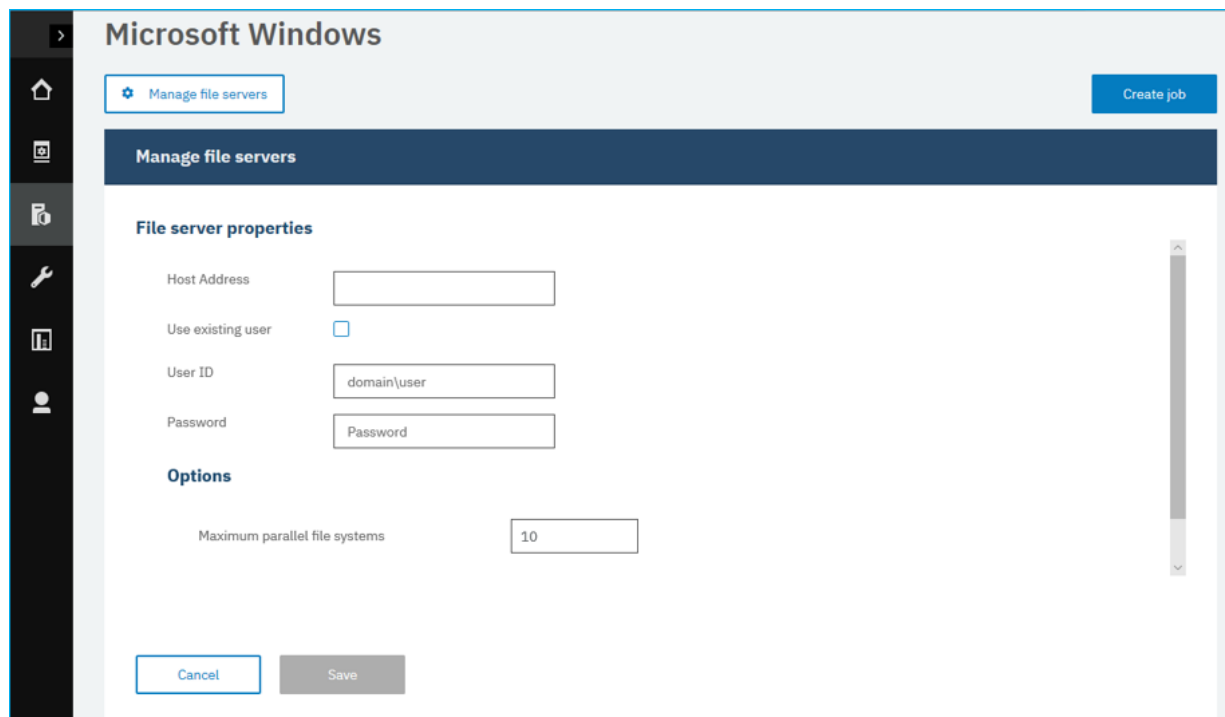 Microsoft Windows
Manage file servers
Create job
Manage file servers
File server properties
Host Address
Use existing user
User ID
domain\user
Password
Password
Options
Maximum parallel file systems
10
Cancel
Save